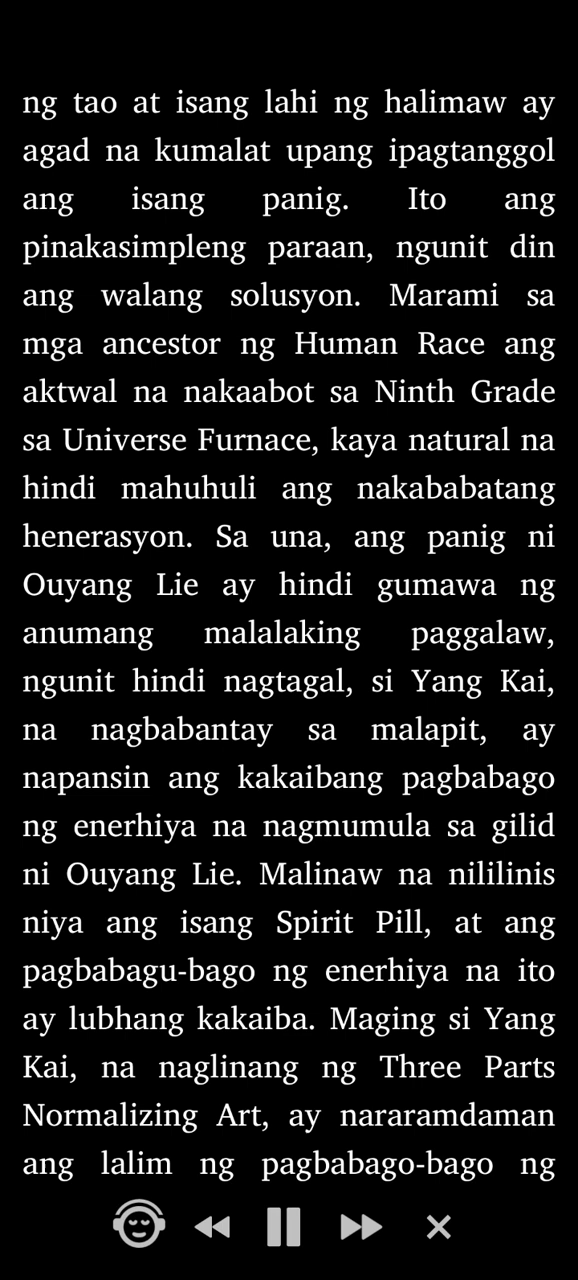 ng tao at isang lahi ng halimaw ay
agad na kumalat upang ipagtanggol
ang isang panig. Ito ang
pinakasimpleng paraan, ngunit din
ang walang solusyon. Marami sa
mga ancestor ng Human Race ang
aktwal na nakaabot sa Ninth Grade
sa Universe Furnace, kaya natural na
hindi mahuhuli ang nakababatang
henerasyon. Sa una, ang panig ni
Ouyang Lie ay hindi gumawa ng
anumang malalaking paggalaw,
ngunit hindi nagtagal, si Yang Kai,
na nagbabantay sa malapit, ay
napansin ang kakaibang pagbabago
ng enerhiya na nagmumula sa gilid
ni Ouyang Lie. Malinaw na nililinis
niya ang isang Spirit Pill, at ang
pagbabagu-bago ng enerhiya na ito
ay lubhang kakaiba. Maging si Yang
Kai, na naglinang ng Three Parts
Normalizing Art, ay nararamdaman
ang lalim ng pagbabago-bago ng